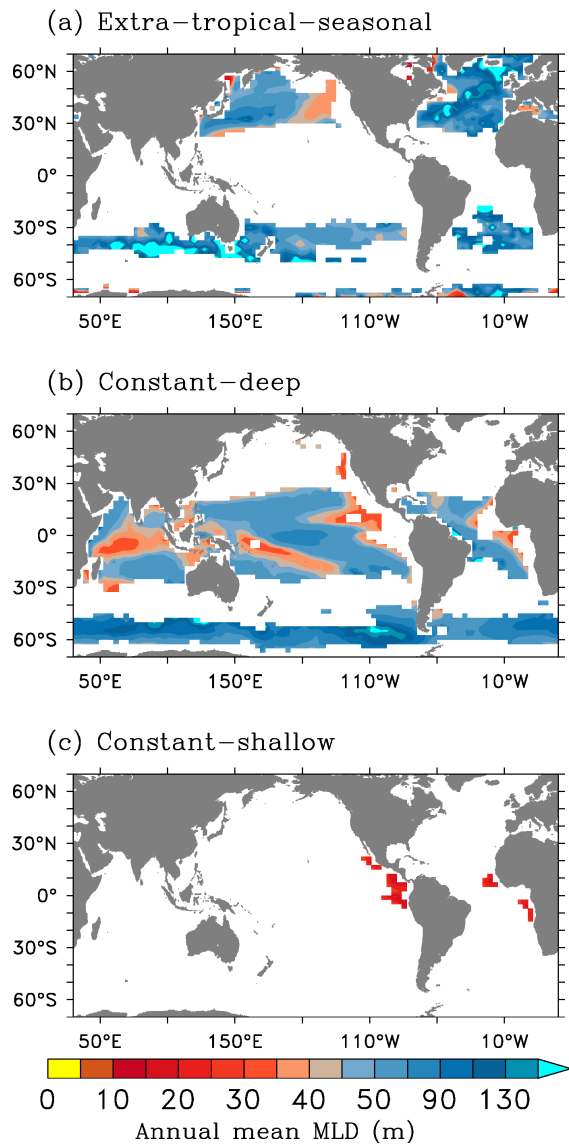 (a) Extra-tropical-seasonal
60°N
30°N
0°
30°S
60°S
50°E 150°E 110°W 10°W
(b) Constant-deep
60°N
30°N
0°
30°S
60°S
50°E 150°E 110°W 10°W
(c) Constant-shallow
60°N
30°N
0°
30°S
60°S
50°E 150°E 110°W 10°W
0 10 20 30 40 50 90 130
Annual mean MLD (m)